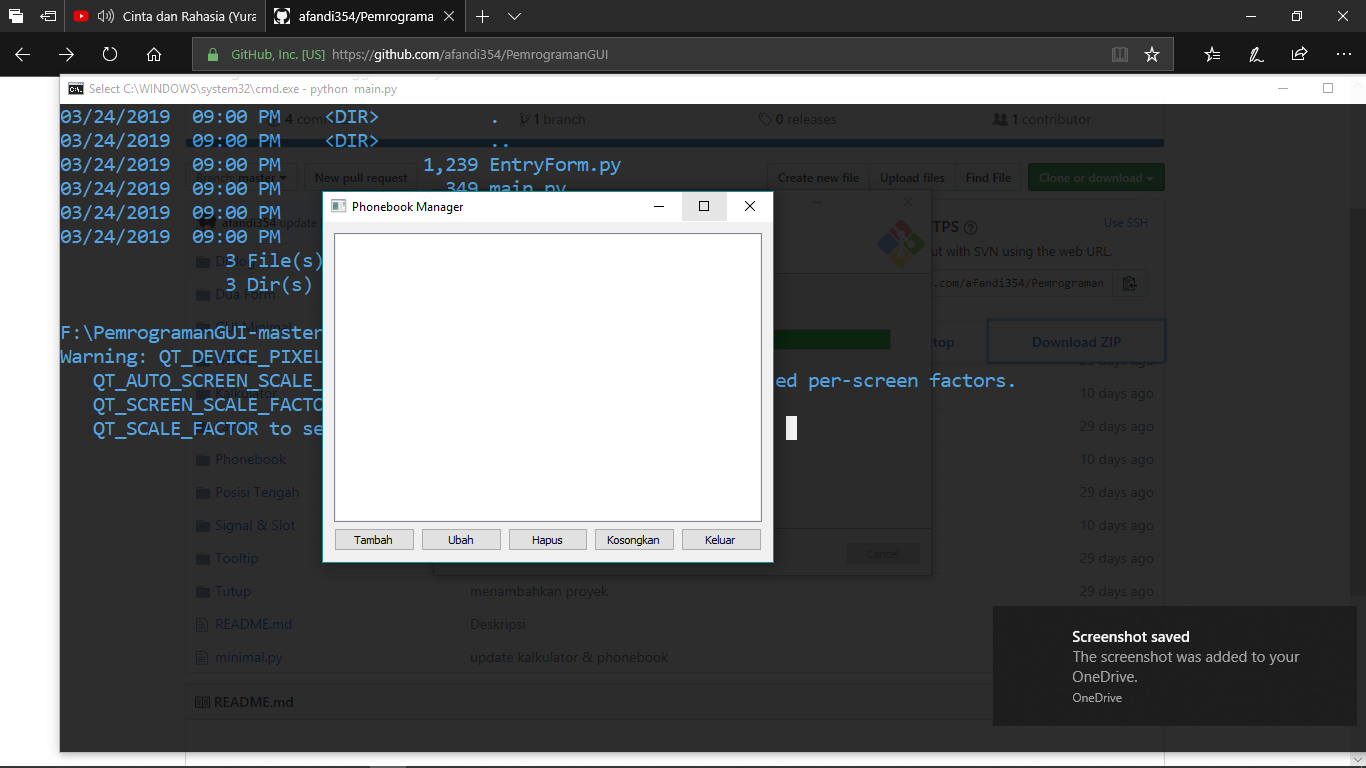 Cinta dan Rahasia (Yura
afandi354/Pemrograma
GitHub, Inc. [US] https://github.com/afandi354/PemrogramanGUI
Select C:\WINDOWS\system32\cmd.exe - python main.py
03/24/2019 09:00 PM <DIR> .
4 com
1 branch
0 releases
1 contributor
03/24/2019 09:00 PM <DIR> ..
03/24/2019 09:00 PM 1,239 EntryForm.py
Branch: master
New pull request
Create new file
Upload files
Find File
Clone or download
03/24/2019 09:00 PM 349 main.py
03/24/2019 09:00 PM
03/24/2019 09:00 PM
afandi354 update
TPS
Use SSH
ut with SVN using the web URL.
.com/afandi354/Pemrograman
top
Download ZIP
3 File(s)
3 Dir(s)
Dua Form
F:\PemrogramanGUI-master
Warning: QT_DEVICE_PIXEL
QT_AUTO_SCREEN_SCALE_ ed per-screen factors.
QT_SCREEN_SCALE_FACTO
QT_SCALE_FACTOR to se
Phonebook Manager
Tambah
Ubah
Hapus
Kosongkan
Keluar
Cancel
29 days ago
10 days ago
29 days ago
Phonebook 10 days ago
Posisi Tengah 29 days ago
Signal & Slot 10 days ago
Tooltip 29 days ago
Tutup menambahkan proyek 29 days ago
README.md Deskripsi
minimal.py update kalkulator & phonebook
README.md
Screenshot saved
The screenshot was added to your
OneDrive.
OneDrive